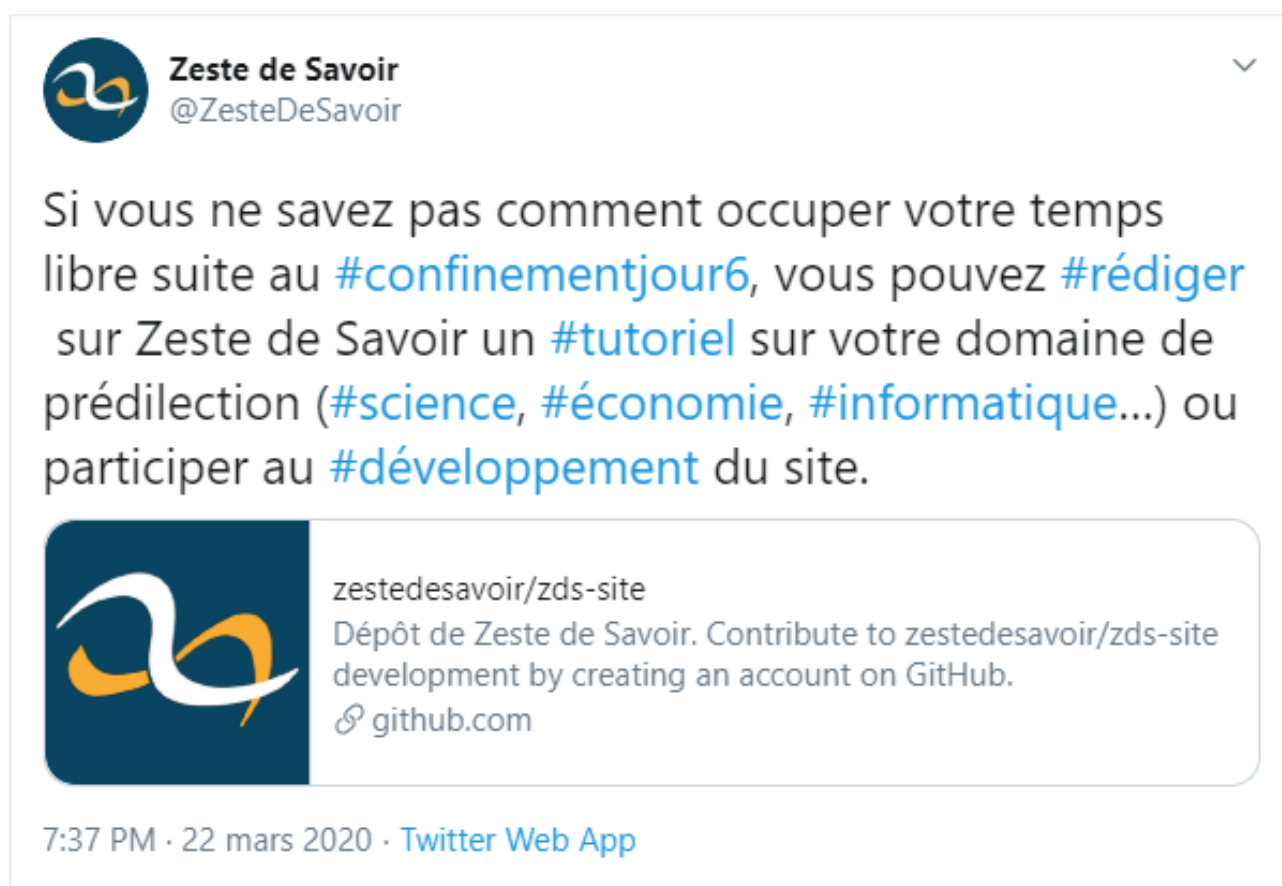 Zeste de Savoir
@ZesteDeSavoir
Si vous ne savez pas comment occuper votre temps
libre suite au #confinementjour6, vous pouvez #rédiger
sur Zeste de Savoir un #tutoriel sur votre domaine de
prédilection (#science, #économie, #informatique...) ou
participer au #développement du site.
zestedesavoir/zds-site
Dépôt de Zeste de Savoir. Contribute to zestedesavoir/zds-site
development by creating an account on GitHub.
github.com
7:37 PM · 22 mars 2020 · Twitter Web App